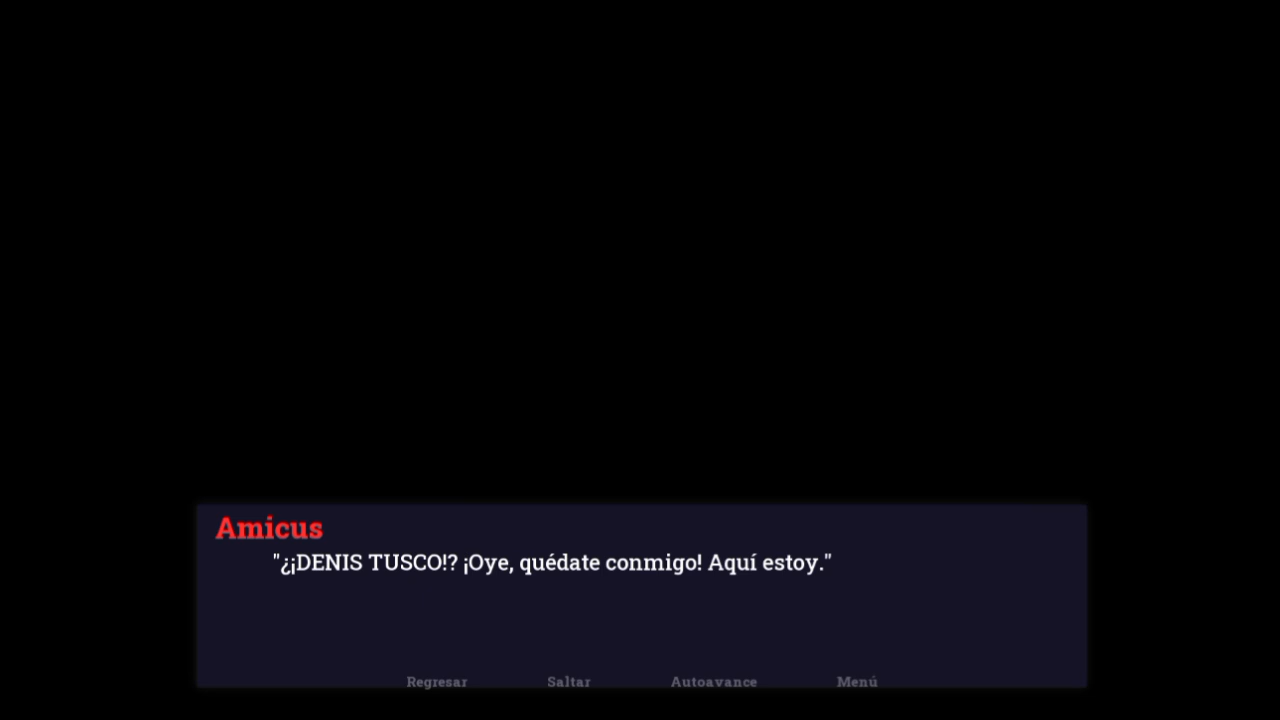 Amicus
"¿¡DENIS TUSCO!? ¡Oye, quédate conmigo! Aquí estoy."
Regresar Saltar Autoavance Menú